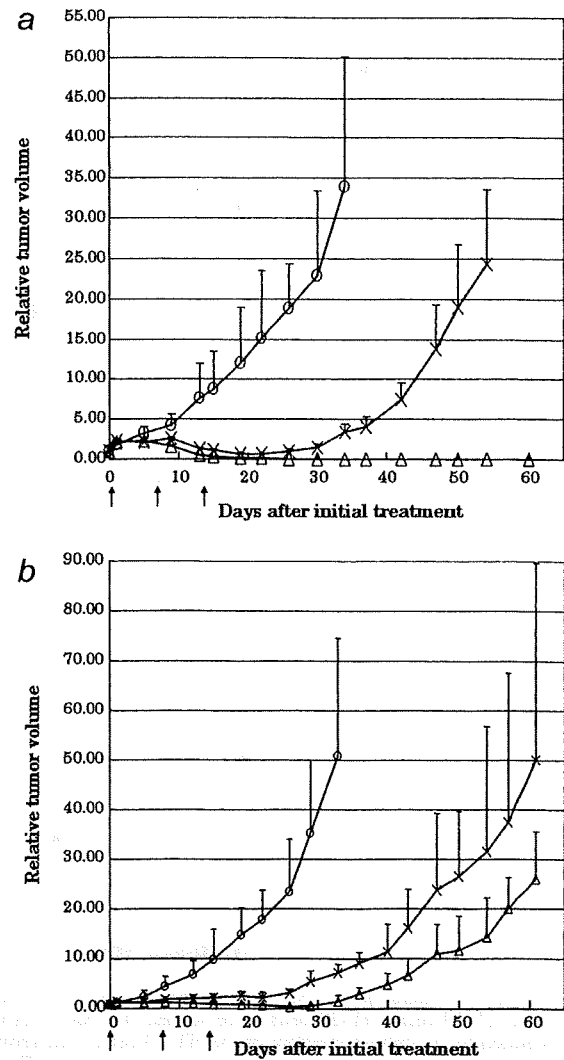 a
55.00
50.00
45.00
40.00
35.00
30.00
25.00
20.00
15.00
10.00
5.00
0.00
Relative tumor volume
0 10 20 30 40 50 60
Days after initial treatment
b
90.00
80.00
70.00
60.00
50.00
40.00
30.00
20.00
10.00
0.00
Relative tumor volume
0 10 20 30 40 50 60
Days after initial treatment